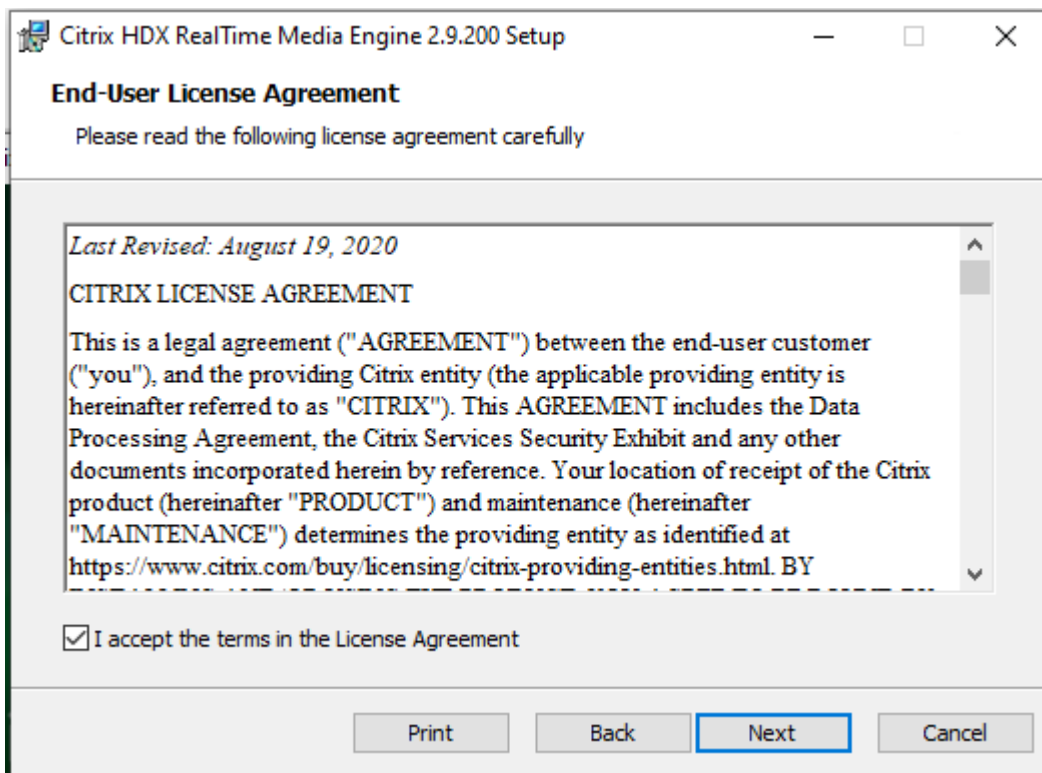 Citrix HDX RealTime Media Engine 2.9.200 Setup
End-User License Agreement
Please read the following license agreement carefully
Last Revised: August 19, 2020
CITRIX LICENSE AGREEMENT
This is a legal agreement ("AGREEMENT") between the end-user customer
("you"), and the providing Citrix entity (the applicable providing entity is
hereinafter referred to as "CITRIX"). This AGREEMENT includes the Data
Processing Agreement, the Citrix Services Security Exhibit and any other
documents incorporated herein by reference. Your location of receipt of the Citrix
product (hereinafter "PRODUCT") and maintenance (hereinafter
"MAINTENANCE") determines the providing entity as identified at
https://www.citrix.com/buy/licensing/citrix-providing-entities.html. BY
I accept the terms in the License Agreement
Print Back Next Cancel